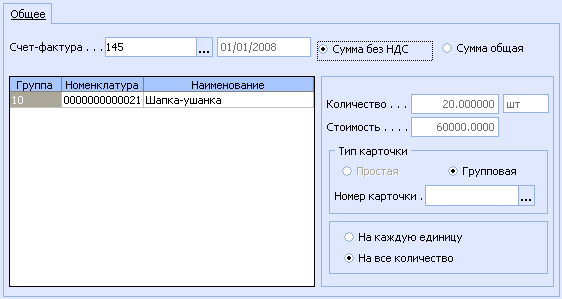 Общее
Счет-фактура . . . 145 ... 01/01/2008 Сумма без НДС Сумма общая
Группа Номенклатура Наименование
10 0000000000021 Шапка-ушанка
Количество . . . 20.000000 шт
Стоимость . . . . 60000.0000
Тип карточки
Простая Групповая
Номер карточки . ...
На каждую единицу
На все количество